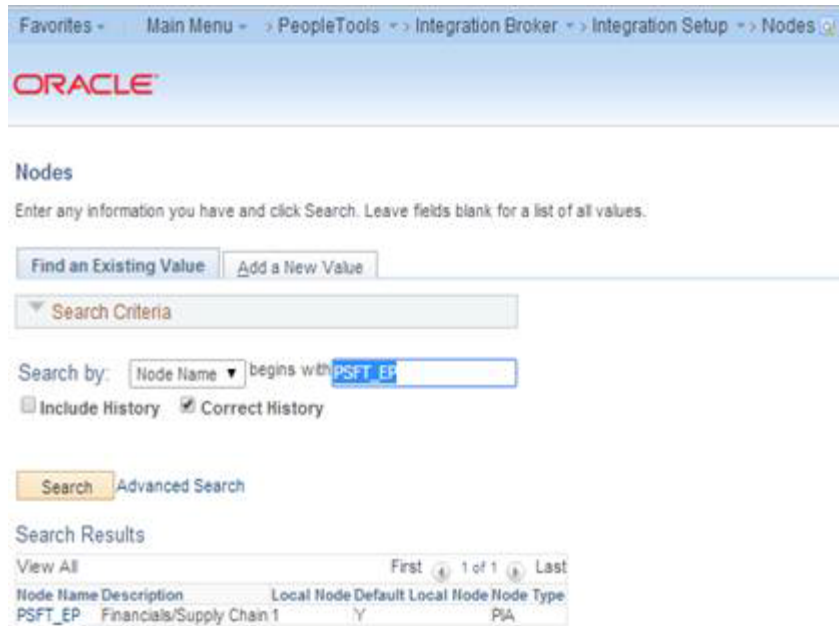 Favorites Main Menu > PeopleTools > Integration Broker > Integration Setup > Nodes
ORACLE
Nodes
Enter any information you have and click Search. Leave fields blank for a list of all values.
Find an Existing Value Add a New Value
Search Criteria
Search by: Node Name begins with PSFT_EP
Include History Correct History
Search Advanced Search
Search Results
View All First 1 of 1 Last
Node Name Description Local Node Default Local Node Node Type
PSFT_EP Financials/Supply Chain 1 Y PIA